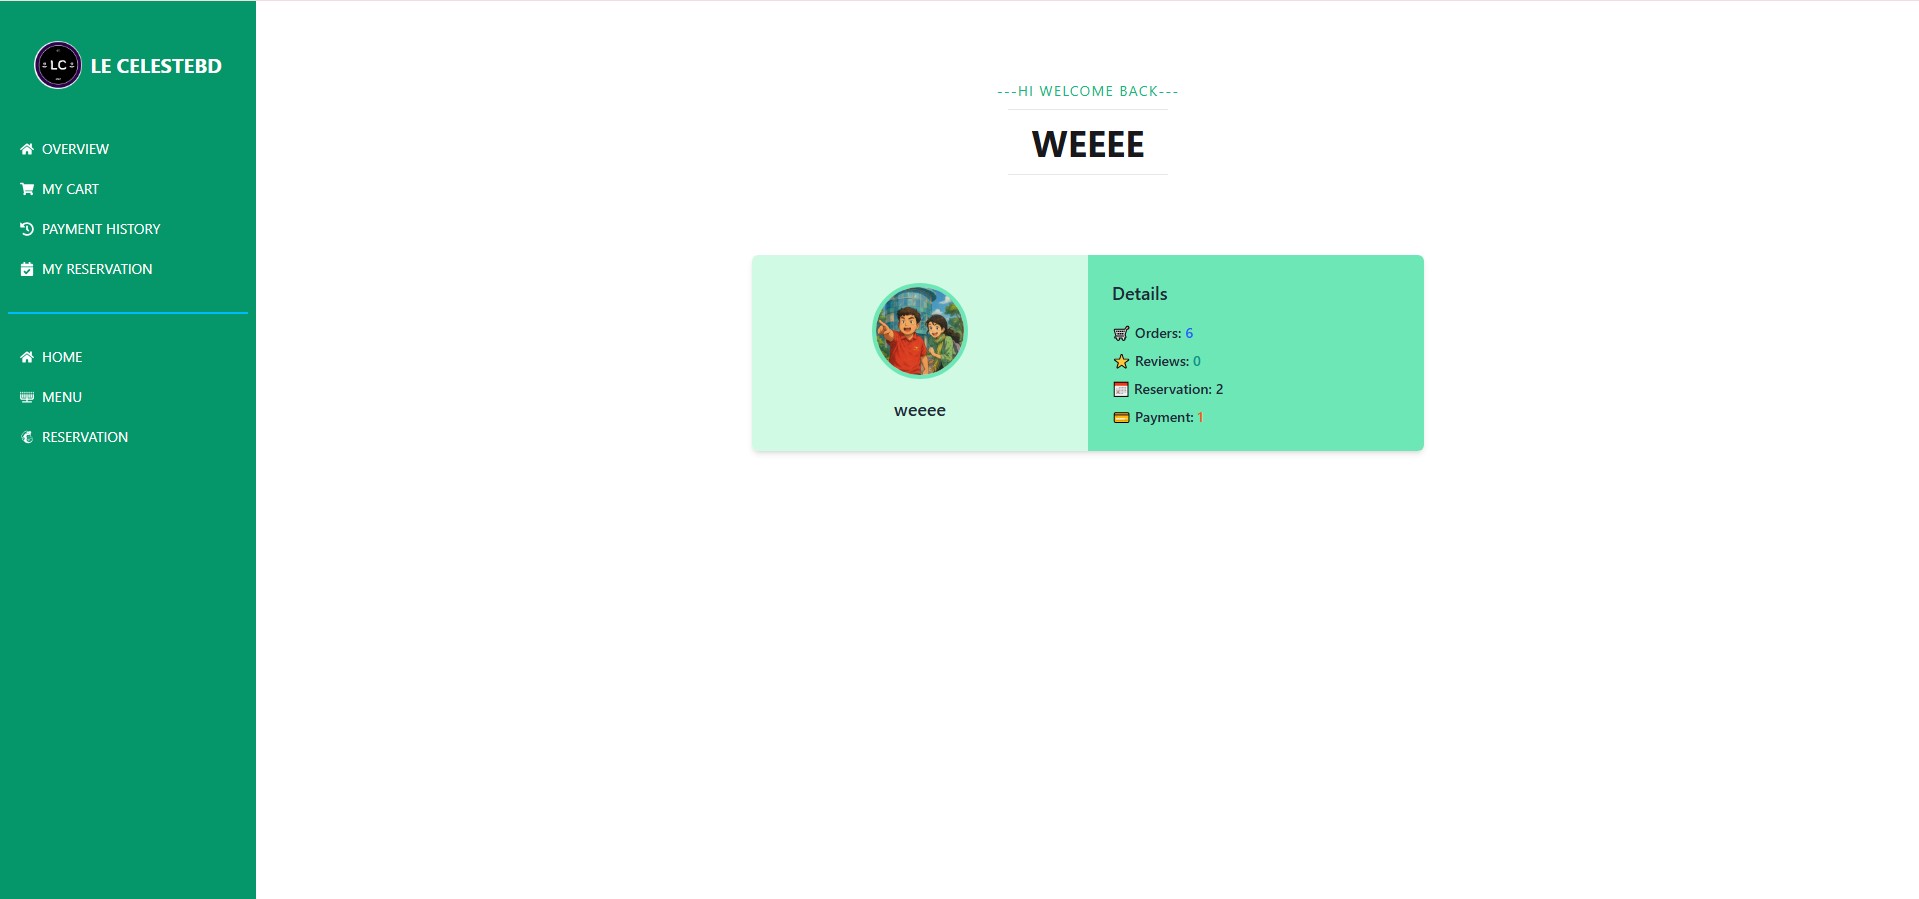 LC
LE CELESTEBD
OVERVIEW
MY CART
PAYMENT HISTORY
MY RESERVATION
HOME
MENU
RESERVATION
---HI WELCOME BACK---
WEEEE
weeee
Details
Orders: 6
Reviews: 0
Reservation: 2
Payment: 1